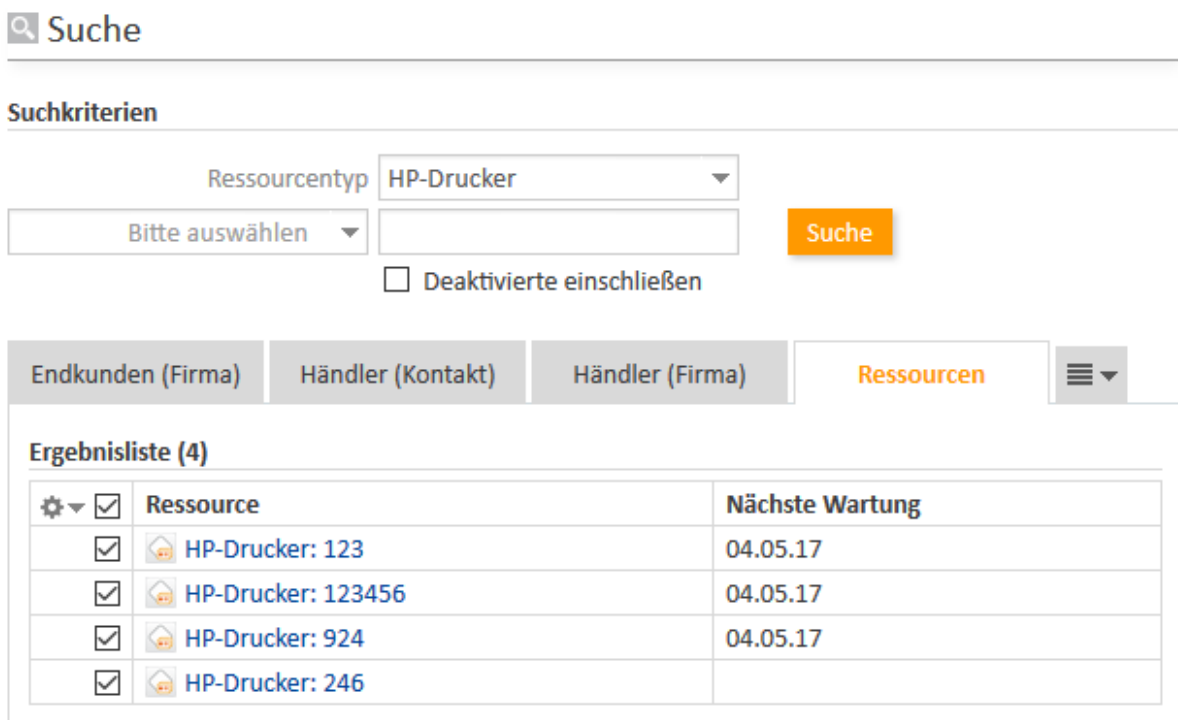 Suche
Suchkriterien
Ressourcentyp HP-Drucker
Bitte auswählen Suche
Deaktivierte einschließen
Endkunden (Firma) Händler (Kontakt) Händler (Firma) Ressourcen
Ergebnisliste (4)
Ressource Nächste Wartung
HP-Drucker: 123 04.05.17
HP-Drucker: 123456 04.05.17
HP-Drucker: 924 04.05.17
HP-Drucker: 246